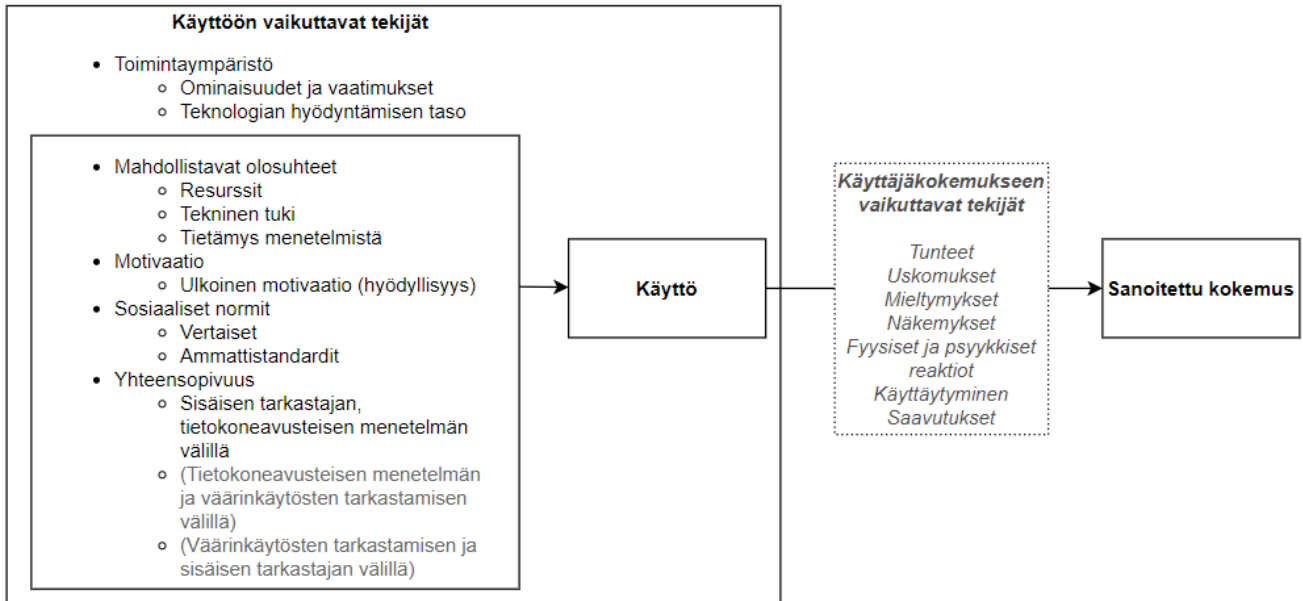 Käyttöön vaikuttavat tekijät
Toimintaympäristö
Ominaisuudet ja vaatimukset
Teknologian hyödyntämisen taso
Mahdollistavat olosuhteet
Resurssit
Tekninen tuki
Tietämys menetelmistä
Motivaatio
Ulkoinen motivaatio (hyödyllisyys)
Sosiaaliset normit
Vertaiset
Ammattistandardit
Yhteensopivuus
Sisäisen tarkastajan,
tietokoneavusteisen menetelmän
välillä
(Tietokoneavusteisen menetelmän
ja väärinkäytösten tarkastamisen
välillä)
(Väärinkäytösten tarkastamisen ja
sisäisen tarkastajan välillä)
Käyttö
Käyttäjäkokemukseen
vaikuttavat tekijät
Tunteet
Uskomukset
Mieltymykset
Näkemykset
Fyysiset ja psyykkiset
reaktiot
Käyttäytyminen
Saavutukset
Sanoitettu kokemus